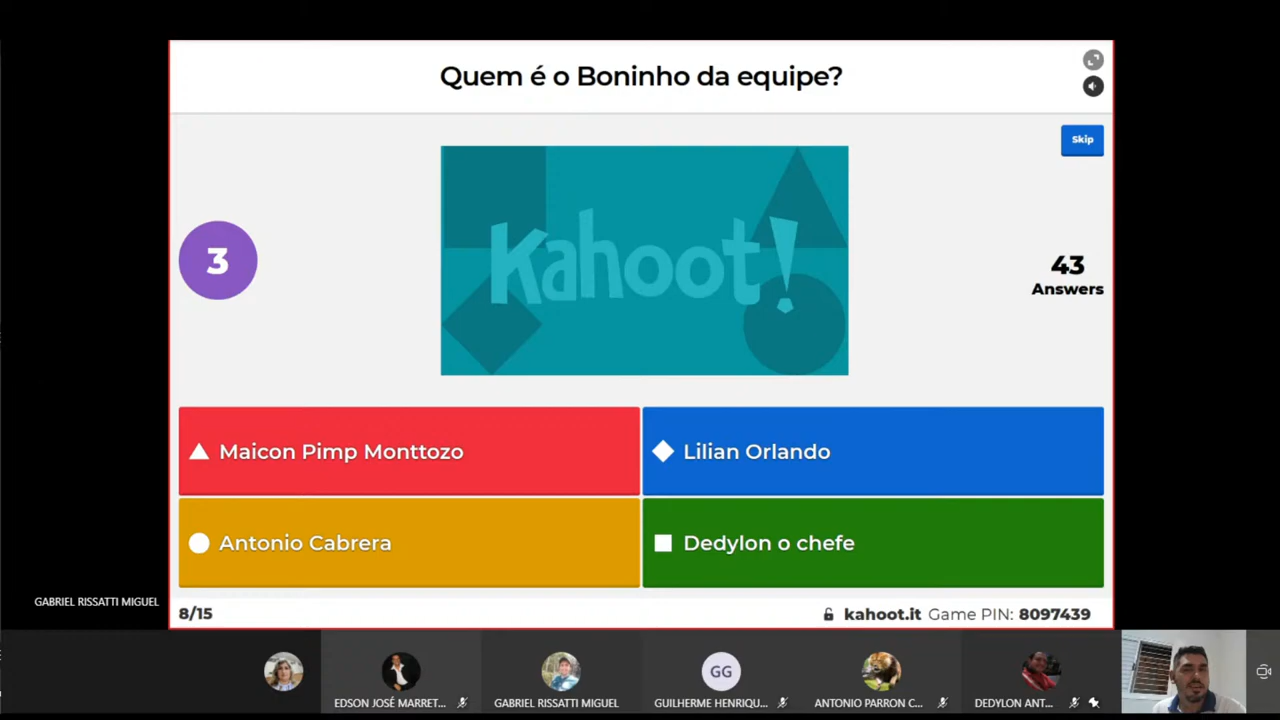 Quem é o Boninho da equipe?
Skip
Kahoot!
3
43
Answers
Maicon Pimp Monttozo
Lilian Orlando
Antonio Cabrera
Dedylon o chefe
GABRIEL RISSATTI MIGUEL
8/15
kahoot.it Game PIN: 8097439
GG
EDSON JOSÉ MARRET...
GABRIEL RISSATTI MIGUEL
GUILHERME HENRIQU...
ANTONIO PARRON C...
DEDYLON ANT...